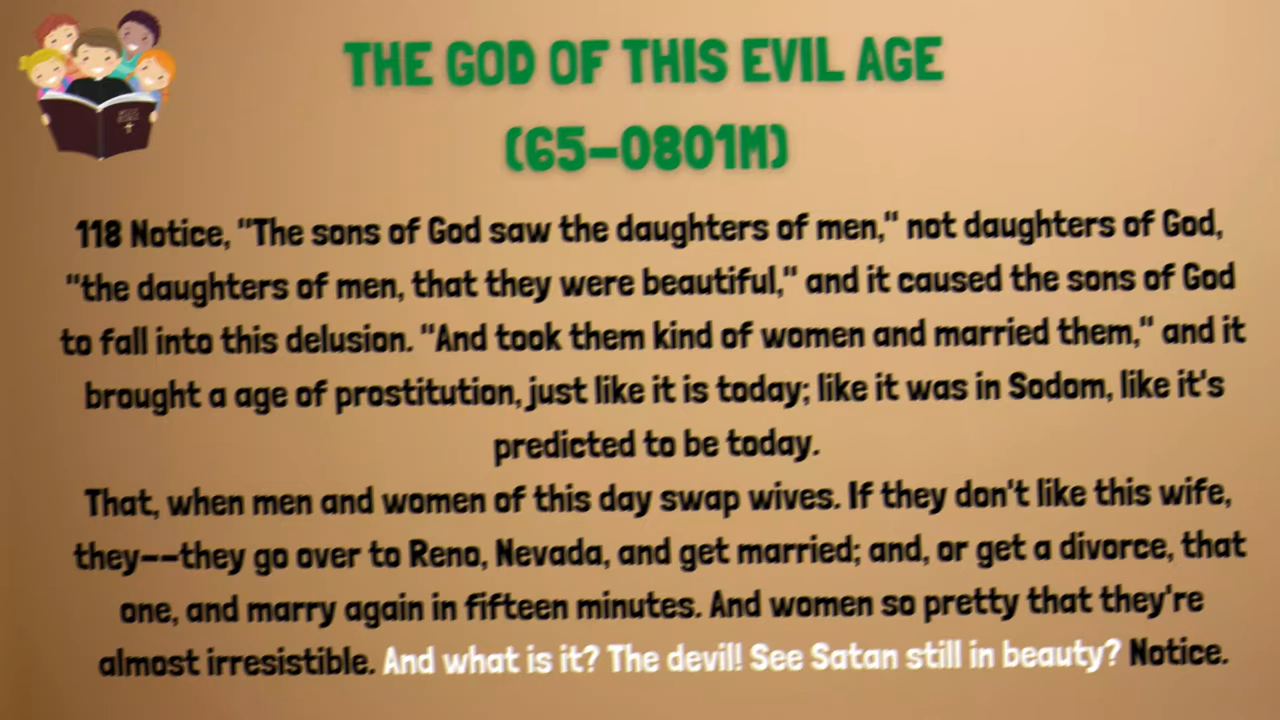 THE GOD OF THIS EVIL AGE
(65-0801M)
118 Notice, "The sons of God saw the daughters of men," not daughters of God,
"the daughters of men, that they were beautiful," and it caused the sons of God
to fall into this delusion. "And took them kind of women and married them," and it
brought a age of prostitution, just like it is today; like it was in Sodom, like it's
predicted to be today.
That, when men and women of this day swap wives. If they don't like this wife,
they--they go over to Reno, Nevada, and get married; and, or get a divorce, that
one, and marry again in fifteen minutes. And women so pretty that they're
almost irresistible. And what is it? The devil! See Satan still in beauty? Notice.